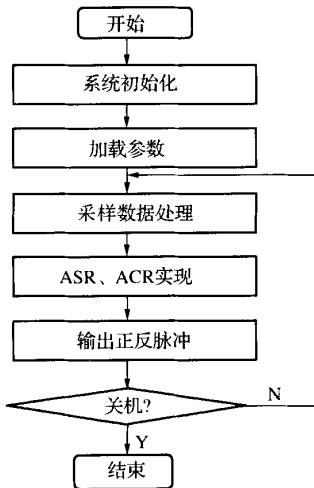 开始
系统初始化
加载参数
采样数据处理
ASR、ACR实现
输出正反脉冲
关机?
N
Y
结束